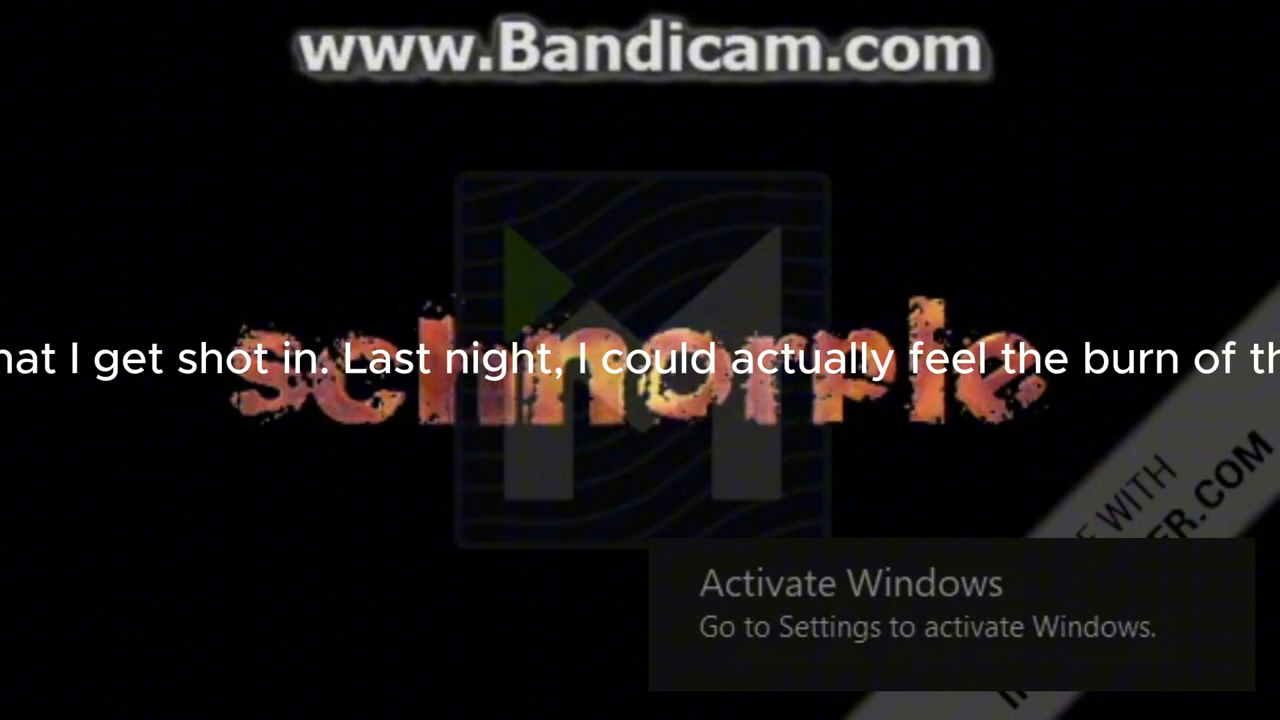 www.Bandicam.com
hat I get shot in. Last night, I could actually feel the burn of th
schnorple
WITH
.COM
Activate Windows
Go to Settings to activate Windows.